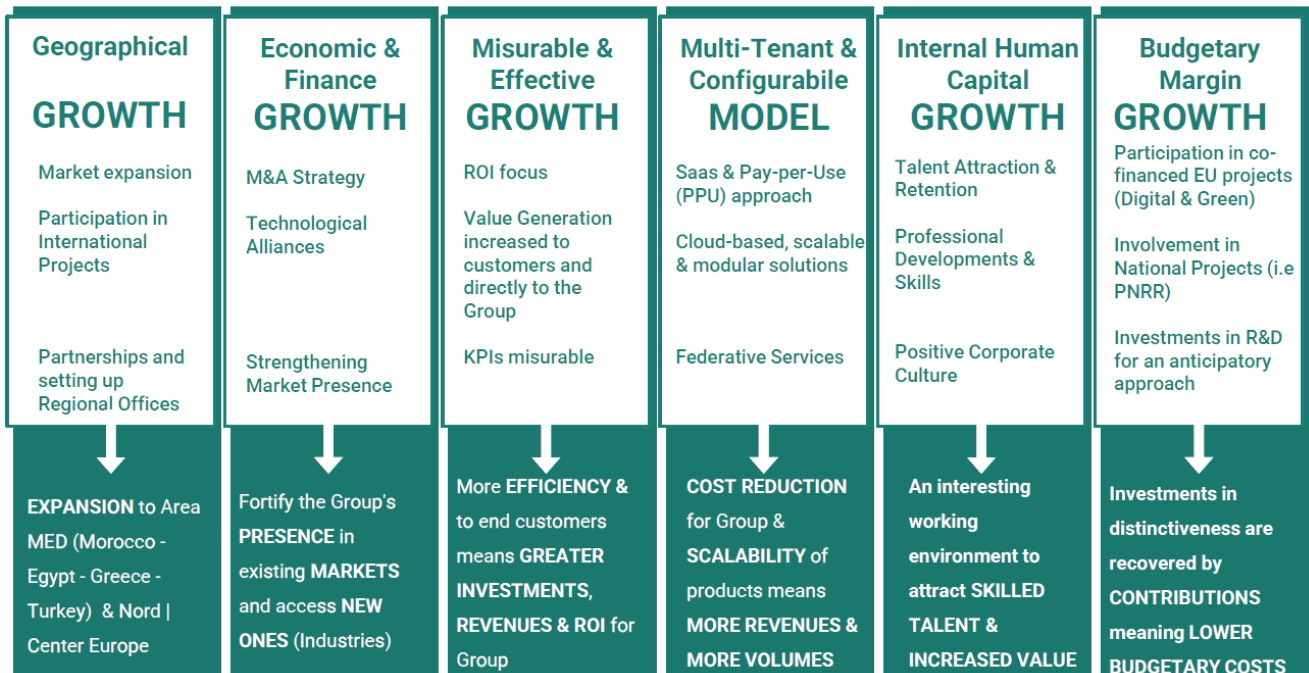 Geographical
GROWTH
Market expansion
Participation in
International
Projects
Partnerships and
setting up
Regional Offices
EXPANSION to Area
MED (Morocco -
Egypt - Greece -
Turkey) & Nord |
Center Europe
Economic &
Finance
GROWTH
M&A Strategy
Technological
Alliances
Strengthening
Market Presence
Fortify the Group's
PRESENCE in
existing MARKETS
and access NEW
ONES (Industries)
Misurable &
Effective
GROWTH
ROI focus
Value Generation
increased to
customers and
directly to the
Group
KPIs misurable
More EFFICIENCY &
to end customers
means GREATER
INVESTMENTS,
REVENUES & ROI for
Group
Multi-Tenant &
Configurabile
MODEL
Saas & Pay-per-Use
(PPU) approach
Cloud-based, scalable
& modular solutions
Federative Services
COST REDUCTION
for Group &
SCALABILITY of
products means
MORE REVENUES &
MORE VOLUMES
Internal Human
Capital
GROWTH
Talent Attraction &
Retention
Professional
Developments &
Skills
Positive Corporate
Culture
An interesting
working
environment to
attract SKILLED
TALENT &
INCREASED VALUE
Budgetary
Margin
GROWTH
Participation in co-
financed EU projects
(Digital & Green)
Involvement in
National Projects (i.e
PNRR)
Investments in R&D
for an anticipatory
approach
Investments in
distinctiveness are
recovered by
CONTRIBUTIONS
meaning LOWER
BUDGETARY COSTS